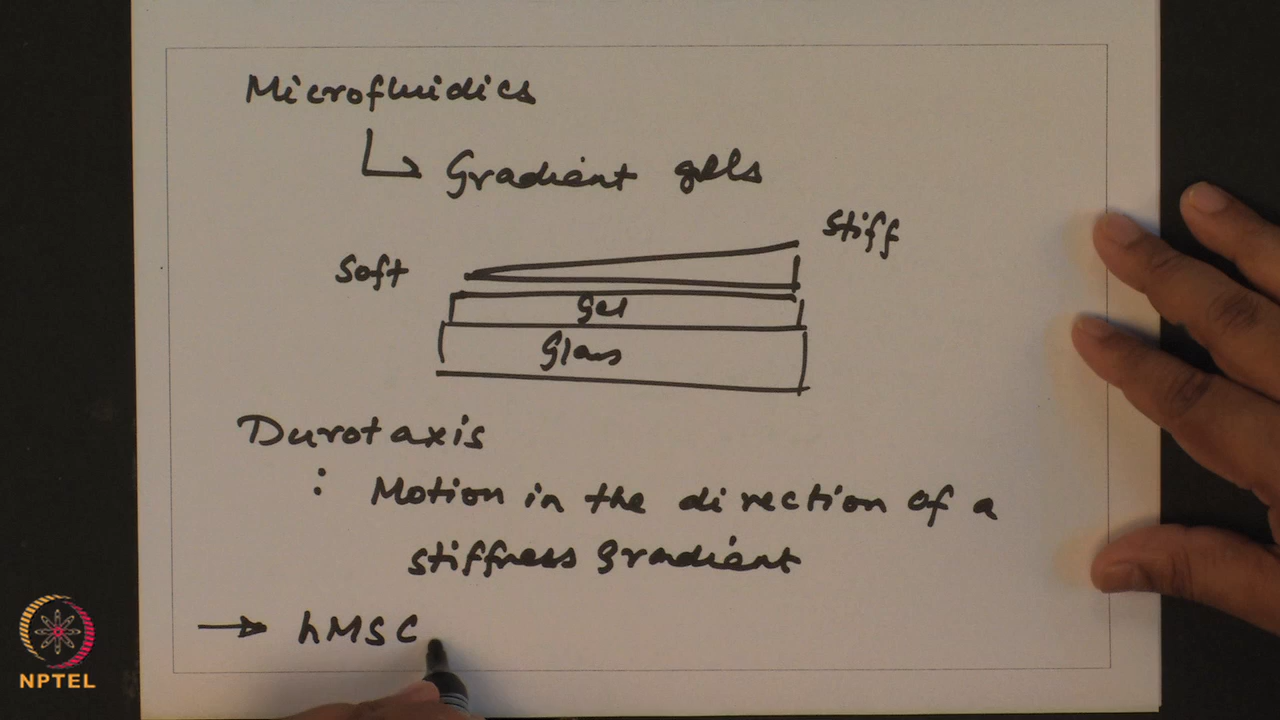 Microfluidics
Gradient gels
Stiff
Soft
Gel
Glass
Durotaxis
: Motion in the direction of a
stiffness gradient
→ hMSC
NPTEL